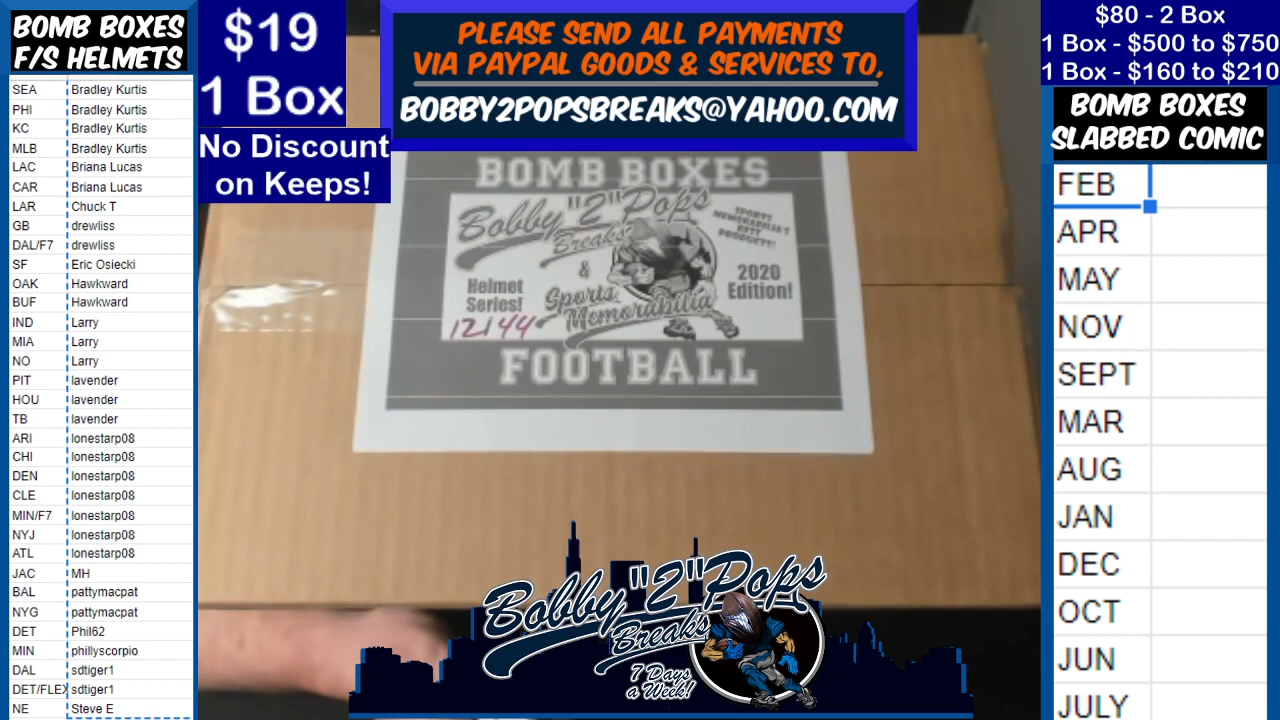 BOMB BOXES
F/S HELMETS
SEA Bradley Kurtis
PHI Bradley Kurtis
KC Bradley Kurtis
MLB Bradley Kurtis
LAC Briana Lucas
CAR Briana Lucas
LAR Chuck T
GB drewliss
DAL/F7 drewliss
SF Eric Osiecki
OAK Hawkward
BUF Hawkward
IND Larry
MIA Larry
NO Larry
PIT lavender
HOU lavender
TB lavender
ARI lonestarp08
CHI lonestarp08
DEN lonestarp08
CLE lonestarp08
MIN/F7 lonestarp08
NYJ lonestarp08
ATL lonestarp08
JAC MH
BAL pattymacpat
NYG pattymacpat
DET Phil62
MIN phillyscorpio
DAL sdtiger1
DET/FLEX sdtiger1
NE Steve E
$19
1 Box
No Discount
on Keeps!
PLEASE SEND ALL PAYMENTS
VIA PAYPAL GOODS & SERVICES TO,
BOBBY2POPSBREAKS@YAHOO.COM
BOMB BOXES
Bobby "2" Pops
Breaks
&
Sports
Memorabilia
SPORTS
MEMORABILIA'S
BEST
PRODUCT!
Helmet
Series!
12144
2020
Edition!
FOOTBALL
Bobby "2" Pops
Breaks
7 Days
a Week!
$80 - 2 Box
1 Box - $500 to $750
1 Box - $160 to $210
BOMB BOXES
SLABBED COMIC
FEB
APR
MAY
NOV
SEPT
MAR
AUG
JAN
DEC
OCT
JUN
JULY